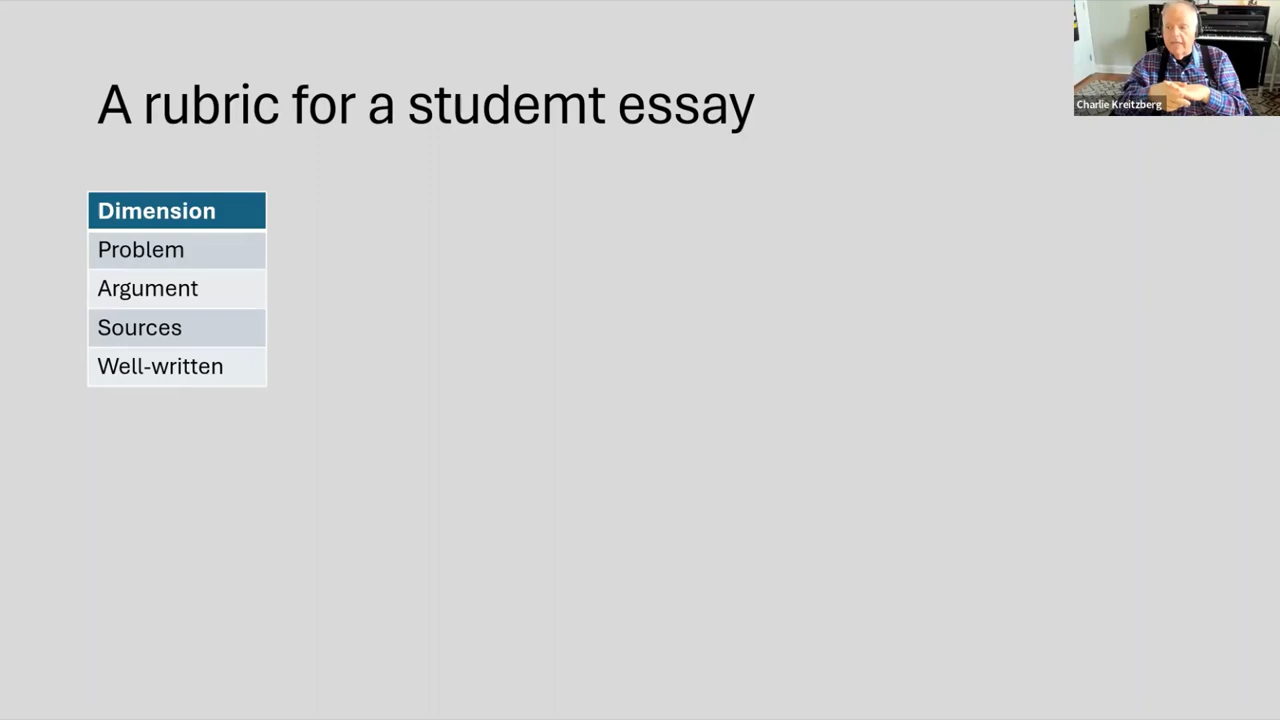 A rubric for a studemt essay
Dimension
Problem
Argument
Sources
Well-written
Charlie Kreitzberg